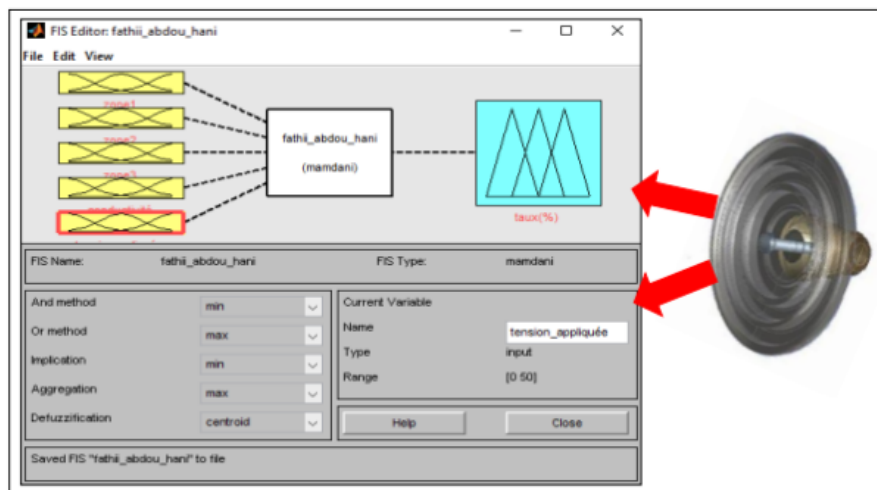 FIS Editor: fathii_abdou_hani
File Edit View
zone1
zone2
zone3
conductivité
fathii_abdou_hani
(mamdani)
taux(%)
FIS Name: fathii_abdou_hani FIS Type: mamdani
And method min
Or method max
Implication min
Aggregation max
Defuzzification centroid
Current Variable
Name tension_appliquée
Type input
Range [0 50]
Help Close
Saved FIS "fathii_abdou_hani" to file